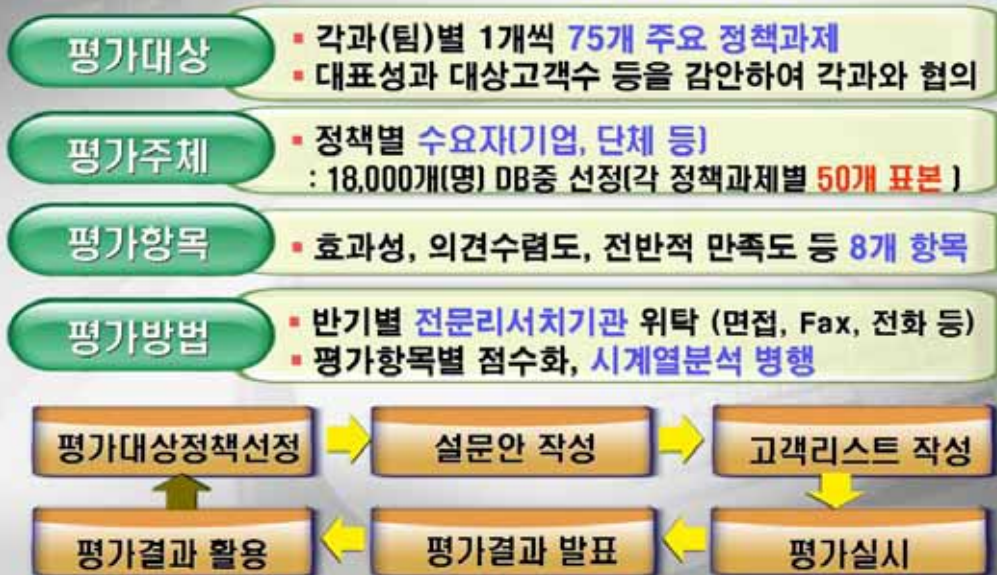 평가대상
▪ 각과(팀)별 1개씩 75개 주요 정책과제
▪ 대표성과 대상고객수 등을 감안하여 각과와 협의
평가주체
▪ 정책별 수요자(기업, 단체 등)
: 18,000개(명) DB중 선정(각 정책과제별 50개 표본 )
평가항목
▪ 효과성, 의견수렴도, 전반적 만족도 등 8개 항목
평가방법
▪ 반기별 전문리서치기관 위탁 (면접, Fax, 전화 등)
▪ 평가항목별 점수화, 시계열분석 병행
평가대상정책선정
설문안 작성
고객리스트 작성
평가결과 활용
평가결과 발표
평가실시